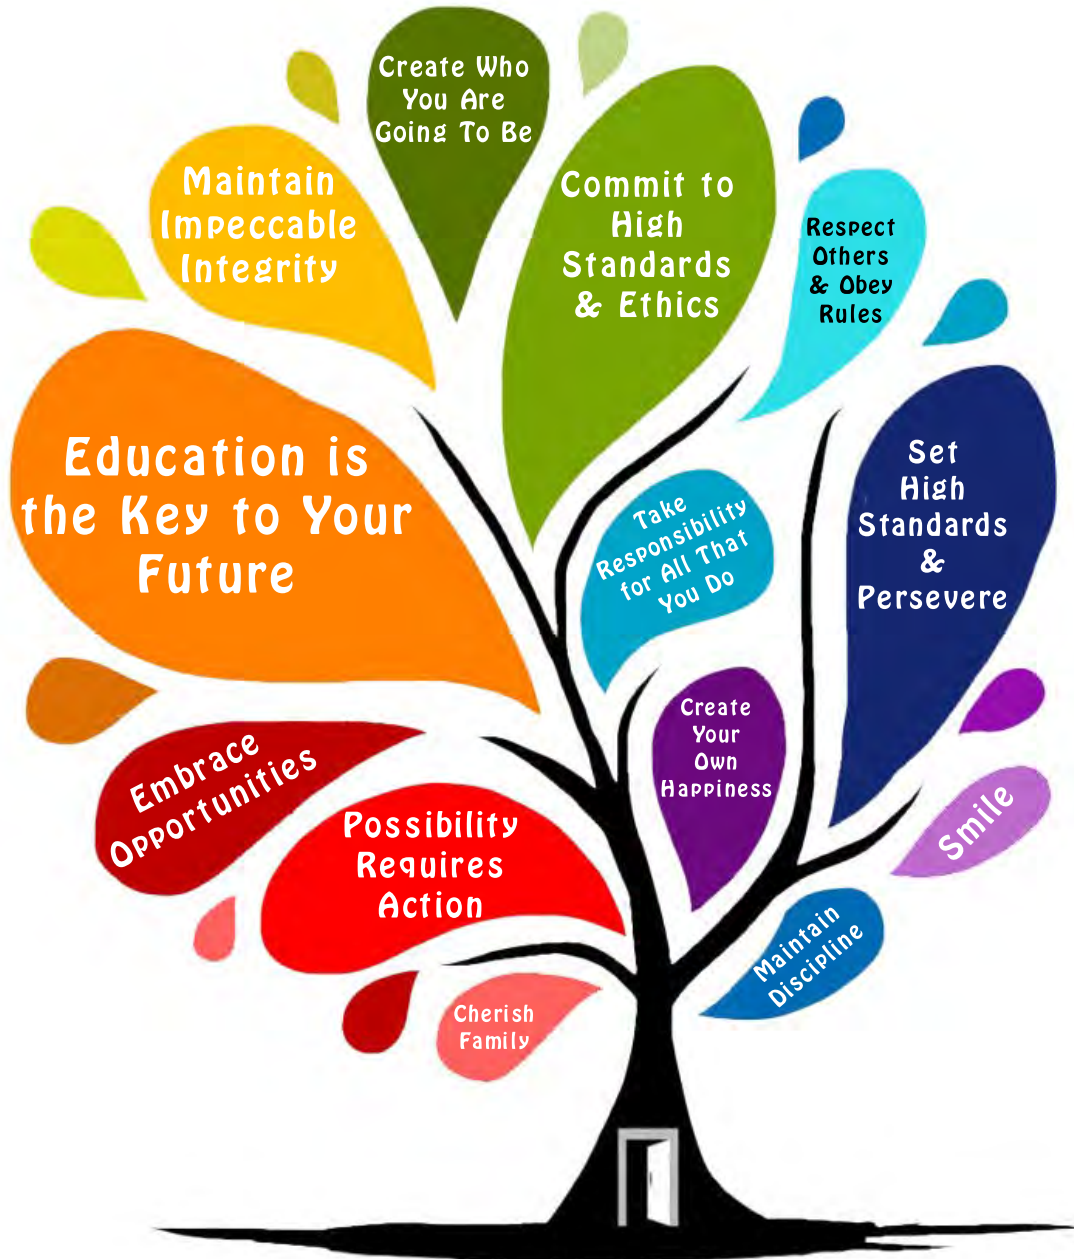 Create Who
You Are
Going To Be
Maintain
Impeccable
Integrity
Commit to
High
Standards
& Ethics
Respect
Others
& Obey
Rules
Education is
the Key to Your
Future
Take
Responsibility
for All That
You Do
Set
High
Standards
&
Persevere
Create
Your
Own
Happiness
Embrace
Opportunities
Possibility
Requires
Action
Smile
Maintain
Discipline
Cherish
Family